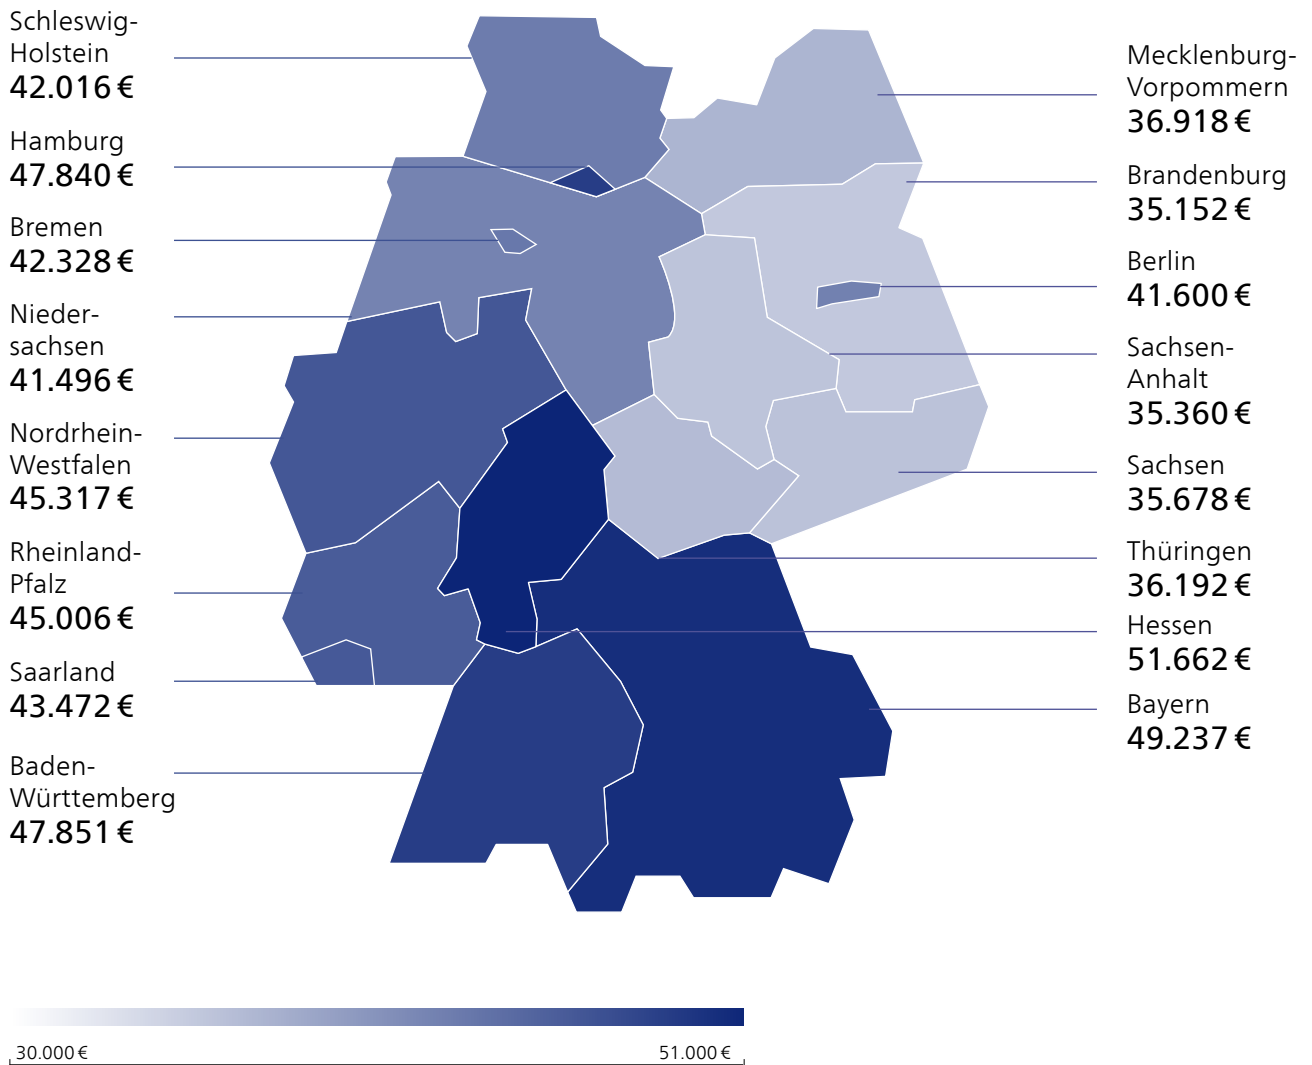 Schleswig-
Holstein
42.016 €
Hamburg
47.840 €
Bremen
42.328 €
Nieder-
sachsen
41.496 €
Nordrhein-
Westfalen
45.317 €
Rheinland-
Pfalz
45.006 €
Saarland
43.472 €
Baden-
Württemberg
47.851 €
Mecklenburg-
Vorpommern
36.918 €
Brandenburg
35.152 €
Berlin
41.600 €
Sachsen-
Anhalt
35.360 €
Sachsen
35.678 €
Thüringen
36.192 €
Hessen
51.662 €
Bayern
49.237 €
30.000 €
51.000 €